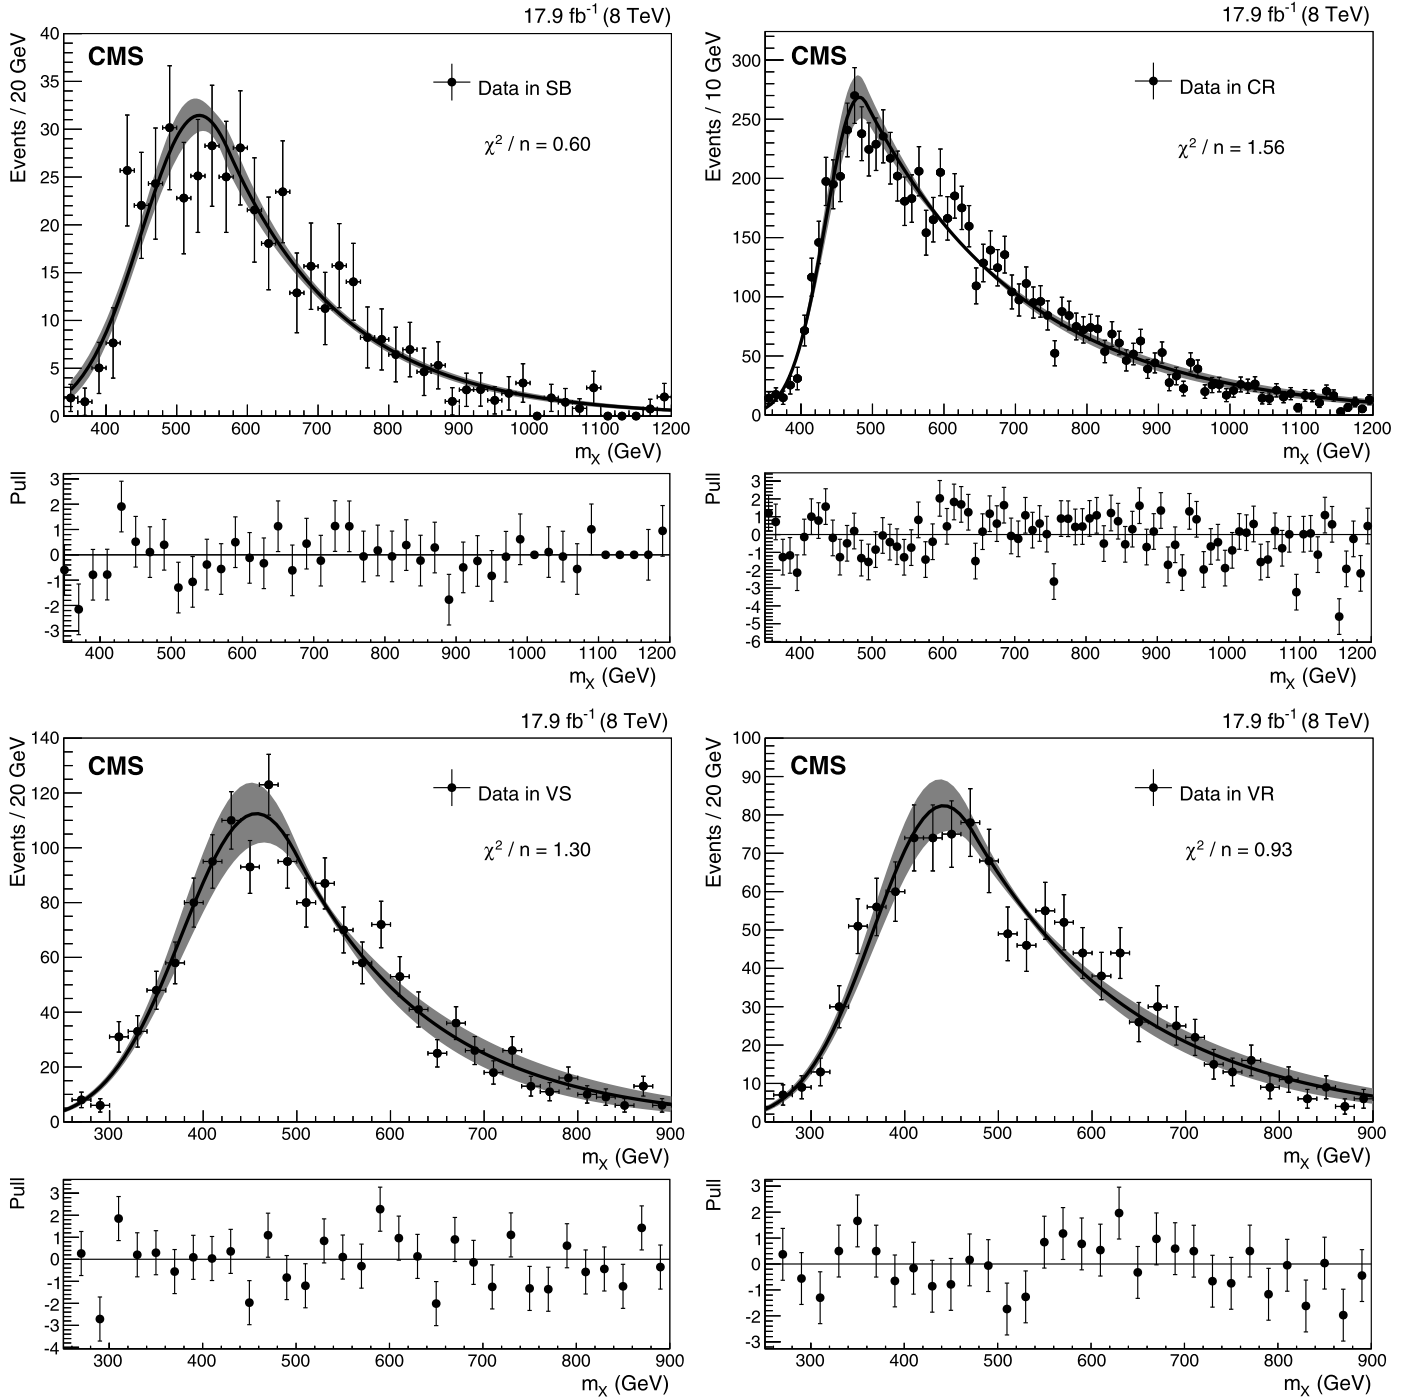 17.9 fb⁻¹ (8 TeV)
CMS
Data in SB
χ² / n = 0.60
Events / 20 GeV
40
35
30
25
20
15
10
5
0
400 500 600 700 800 900 1000 1100 1200
m_X (GeV)
Pull
3
2
1
0
-1
-2
-3
400 500 600 700 800 900 1000 1100 1200
m_X (GeV)
17.9 fb⁻¹ (8 TeV)
CMS
Data in CR
χ² / n = 1.56
Events / 10 GeV
300
250
200
150
100
50
0
400 500 600 700 800 900 1000 1100 1200
m_X (GeV)
Pull
3
2
1
0
-1
-2
-3
-4
-5
-6
400 500 600 700 800 900 1000 1100 1200
m_X (GeV)
17.9 fb⁻¹ (8 TeV)
CMS
Data in VS
χ² / n = 1.30
Events / 20 GeV
140
120
100
80
60
40
20
0
300 400 500 600 700 800 900
m_X (GeV)
Pull
3
2
1
0
-1
-2
-3
-4
300 400 500 600 700 800 900
m_X (GeV)
17.9 fb⁻¹ (8 TeV)
CMS
Data in VR
χ² / n = 0.93
Events / 20 GeV
100
90
80
70
60
50
40
30
20
10
0
300 400 500 600 700 800 900
m_X (GeV)
Pull
3
2
1
0
-1
-2
-3
300 400 500 600 700 800 900
m_X (GeV)